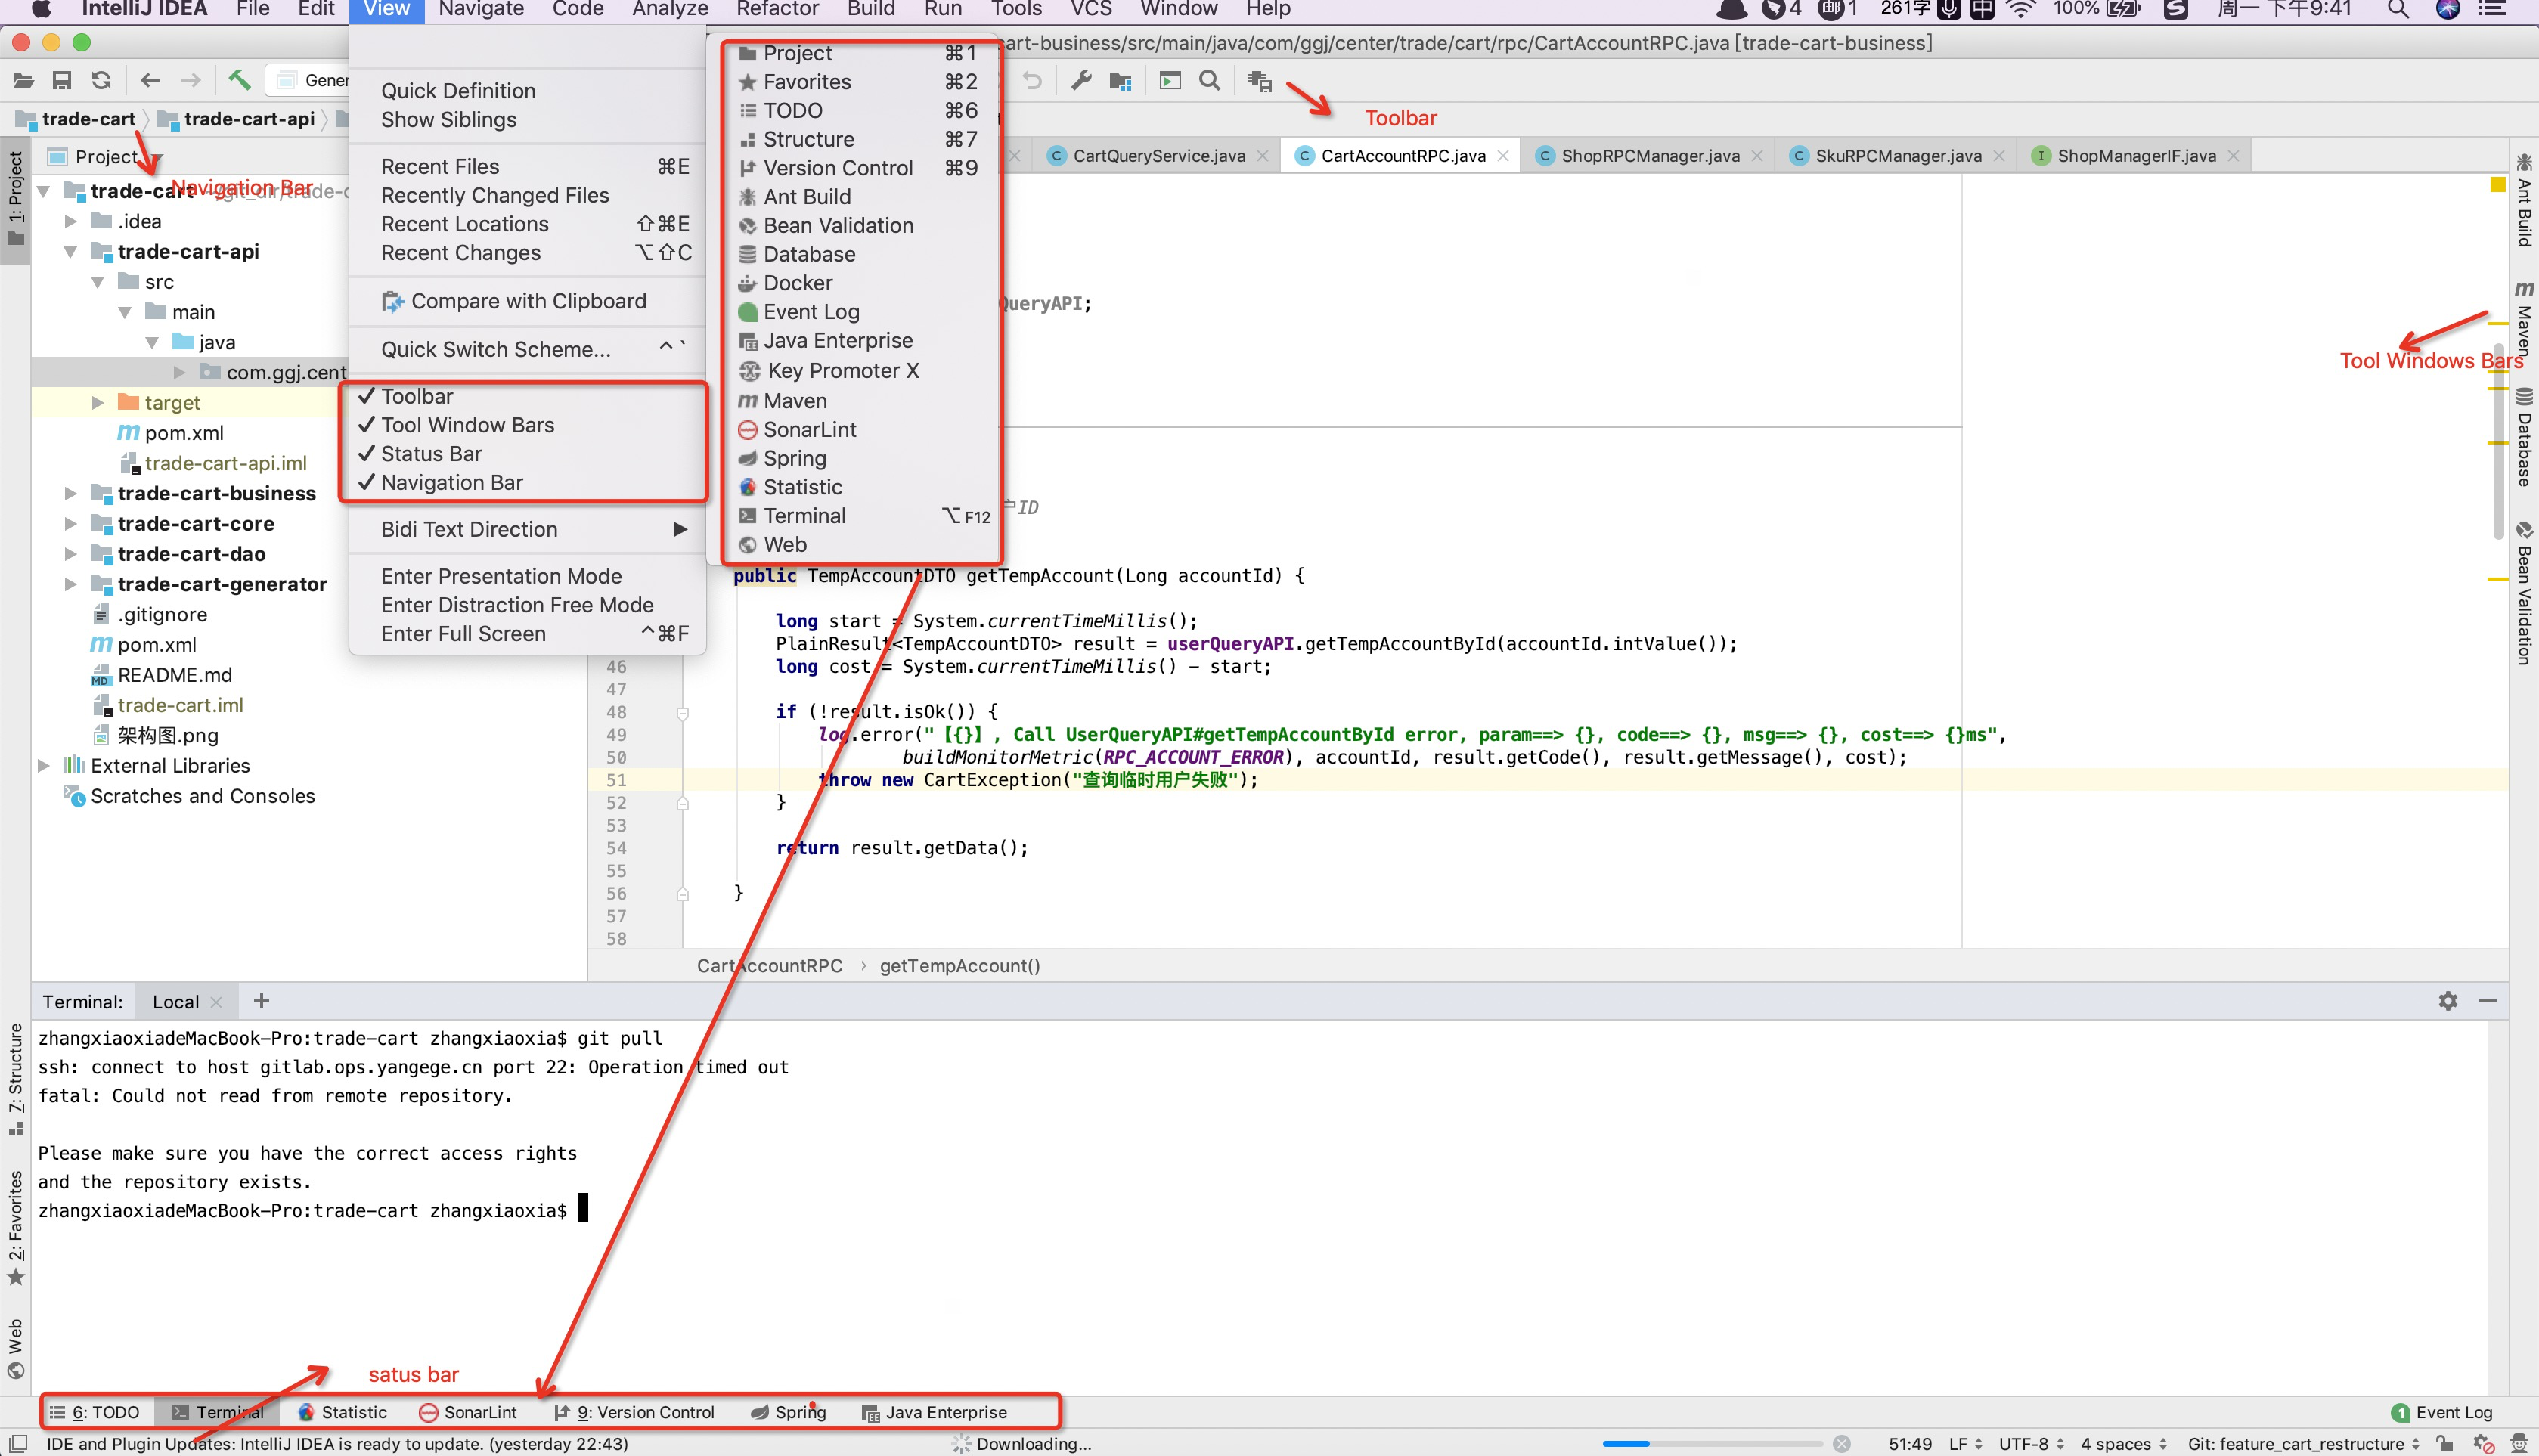 IntelliJ IDEA File Edit View Navigate Code Analyze Refactor Build Run Tools VCS Window Help 4 1 261字 中 100% 周一 下午9:41
cart-business/src/main/java/com/ggj/center/trade/cart/rpc/CartAccountRPC.java [trade-cart-business]
Gener
Toolbar
trade-cart trade-cart-api
Navigation Bar
Project
CartQueryService.java CartAccountRPC.java ShopRPCManager.java SkuRPCManager.java ShopManagerIF.java
1: Project
trade-cart ~/git_dir/trade-c
.idea
trade-cart-api
src
main
java
com.ggj.cent
target
pom.xml
trade-cart-api.iml
trade-cart-business
trade-cart-core
trade-cart-dao
trade-cart-generator
.gitignore
pom.xml
README.md
trade-cart.iml
架构图.png
External Libraries
Scratches and Consoles
Quick Definition
Show Siblings
Recent Files ⌘E
Recently Changed Files
Recent Locations ⇧⌘E
Recent Changes ⌥⇧C
Compare with Clipboard
Quick Switch Scheme... ^ `
✓ Toolbar
✓ Tool Window Bars
✓ Status Bar
✓ Navigation Bar
Bidi Text Direction ▶
Enter Presentation Mode
Enter Distraction Free Mode
Enter Full Screen ^⌘F
Project ⌘1
Favorites ⌘2
TODO ⌘6
Structure ⌘7
Version Control ⌘9
Ant Build
Bean Validation
Database
Docker
Event Log
Java Enterprise
Key Promoter X
Maven
SonarLint
Spring
Statistic
Terminal ⌥F12
Web
QueryAPI;
ID
public TempAccountDTO getTempAccount(Long accountId) {
long start = System.currentTimeMillis();
PlainResult<TempAccountDTO> result = userQueryAPI.getTempAccountById(accountId.intValue());
46 long cost = System.currentTimeMillis() - start;
47
48 if (!result.isOk()) {
49 log.error("【{}】, Call UserQueryAPI#getTempAccountById error, param==> {}, code==> {}, msg==> {}, cost==> {}ms",
50 buildMonitorMetric(RPC_ACCOUNT_ERROR), accountId, result.getCode(), result.getMessage(), cost);
51 throw new CartException("查询临时用户失败");
52 }
53
54 return result.getData();
55
56 }
57
58
CartAccountRPC › getTempAccount()
Ant Build
Maven
Tool Windows Bars
Database
Bean Validation
Terminal: Local
zhangxiaoxiadeMacBook-Pro:trade-cart zhangxiaoxia$ git pull
ssh: connect to host gitlab.ops.yangege.cn port 22: Operation timed out
fatal: Could not read from remote repository.
Please make sure you have the correct access rights
and the repository exists.
zhangxiaoxiadeMacBook-Pro:trade-cart zhangxiaoxia$
7: Structure
2: Favorites
Web
satus bar
6: TODO Terminal Statistic SonarLint 9: Version Control Spring Java Enterprise 1 Event Log
IDE and Plugin Updates: IntelliJ IDEA is ready to update. (yesterday 22:43) Downloading... 51:49 LF UTF-8 4 spaces Git: feature_cart_restructure